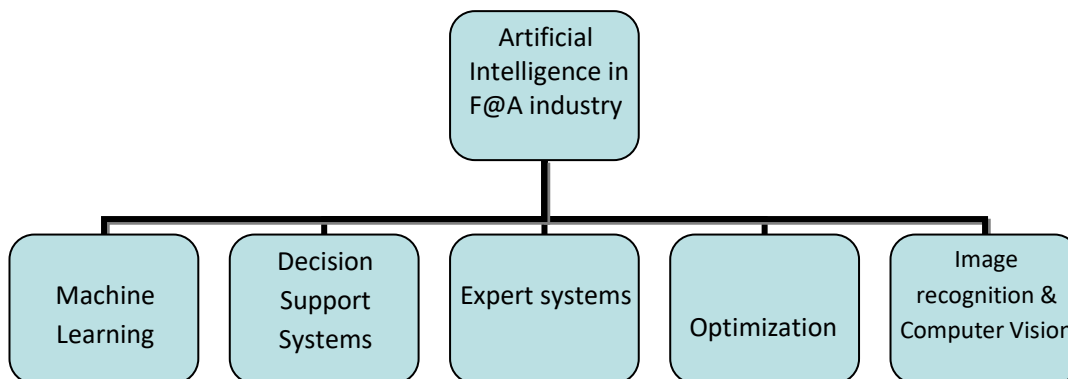 Artificial
Intelligence in
F@A industry
Machine
Learning
Decision
Support
Systems
Expert systems
Optimization
Image
recognition &
Computer Vision